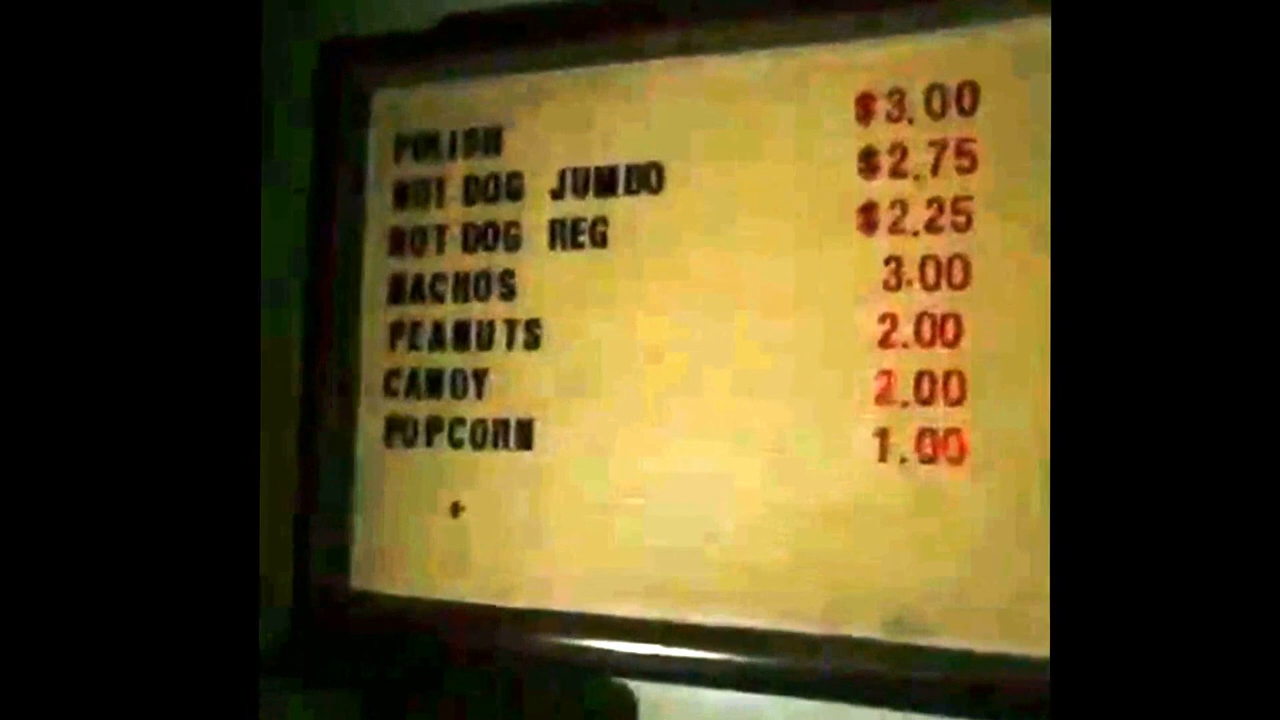 POLISH $3.00
HOT DOG JUMBO $2.75
HOT DOG REG $2.25
NACHOS 3.00
PEANUTS 2.00
CANDY 2.00
POPCORN 1.00